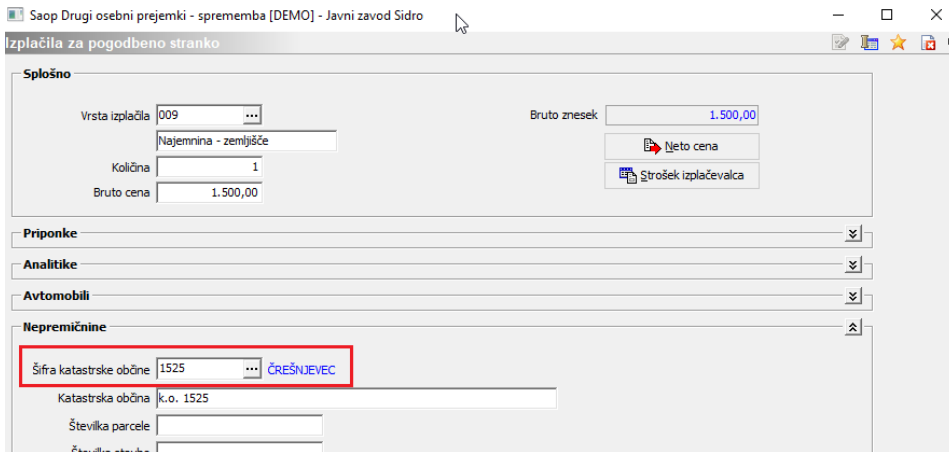 Saop Drugi osebni prejemki - sprememba [DEMO] - Javni zavod Sidro
Izplačila za pogodbeno stranko
Splošno
Vrsta izplačila 009 ... Bruto znesek 1.500,00
Najemnina - zemljišče Neto cena
Količina 1 Strošek izplačevalca
Bruto cena 1.500,00
Priponke
Analitike
Avtomobili
Nepremičnine
Šifra katastrske občine 1525 ... ČREŠNJEVEC
Katastrska občina k.o. 1525
Številka parcele
Številka stavbe